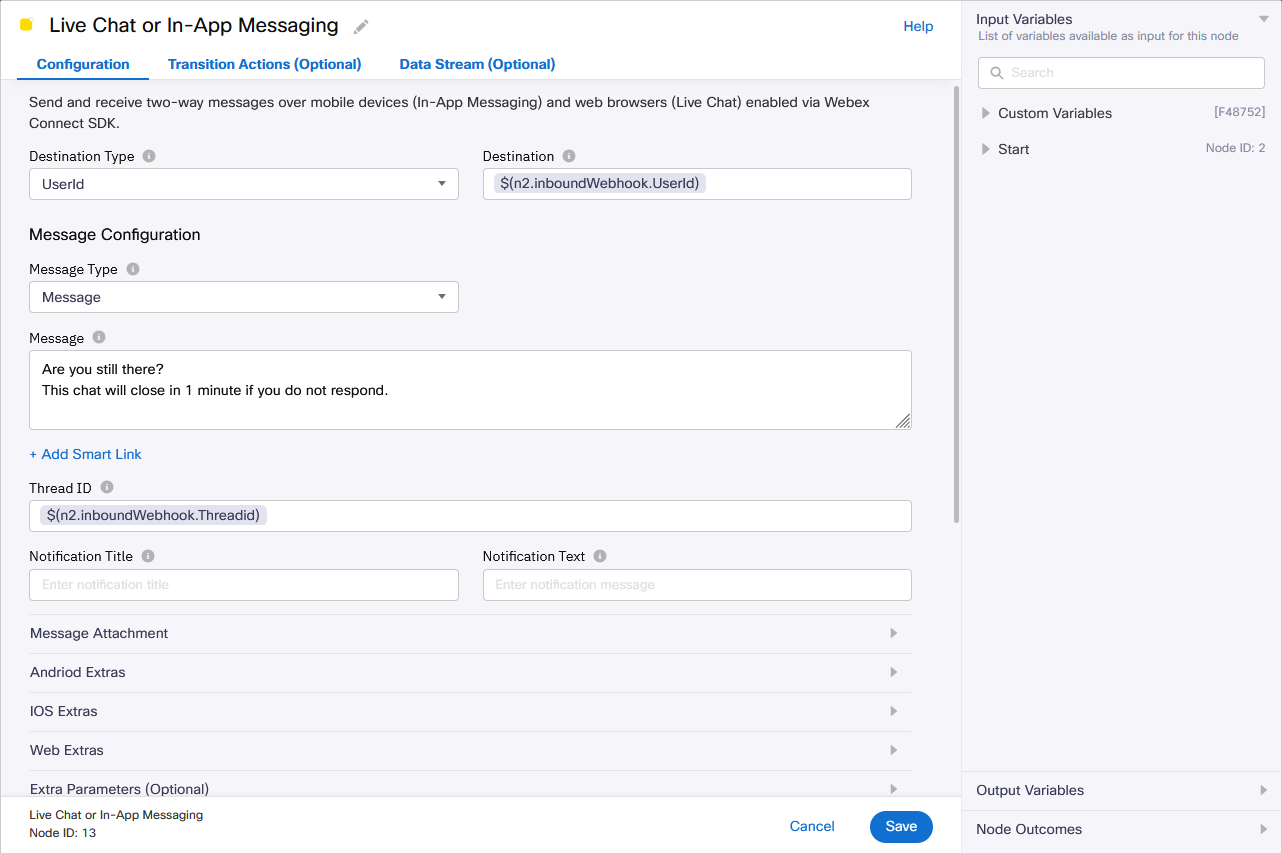 Live Chat or In-App Messaging
Help
Configuration
Transition Actions (Optional)
Data Stream (Optional)
Send and receive two-way messages over mobile devices (In-App Messaging) and web browsers (Live Chat) enabled via Webex
Connect SDK.
Destination Type
Destination
UserId
$(n2.inboundWebhook.UserId)
Message Configuration
Message Type
Message
Message
Are you still there?
This chat will close in 1 minute if you do not respond.
+ Add Smart Link
Thread ID
$(n2.inboundWebhook.Threadid)
Notification Title
Notification Text
Enter notification title
Enter notification message
Message Attachment
Andriod Extras
IOS Extras
Web Extras
Extra Parameters (Optional)
Live Chat or In-App Messaging
Node ID: 13
Cancel
Save
Input Variables
List of variables available as input for this node
Search
Custom Variables
[F48752]
Start
Node ID: 2
Output Variables
Node Outcomes